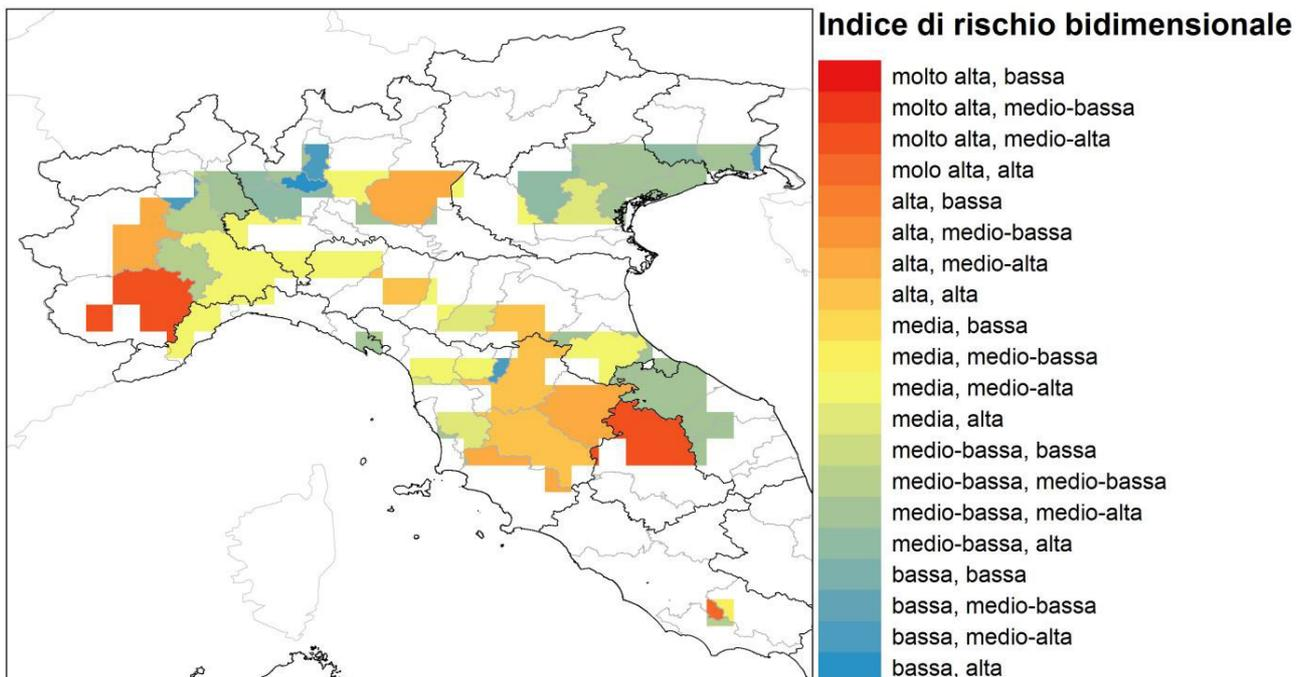 Indice di rischio bidimensionale
molto alta, bassa
molto alta, medio-bassa
molto alta, medio-alta
molo alta, alta
alta, bassa
alta, medio-bassa
alta, medio-alta
alta, alta
media, bassa
media, medio-bassa
media, medio-alta
media, alta
medio-bassa, bassa
medio-bassa, medio-bassa
medio-bassa, medio-alta
medio-bassa, alta
bassa, bassa
bassa, medio-bassa
bassa, medio-alta
bassa, alta